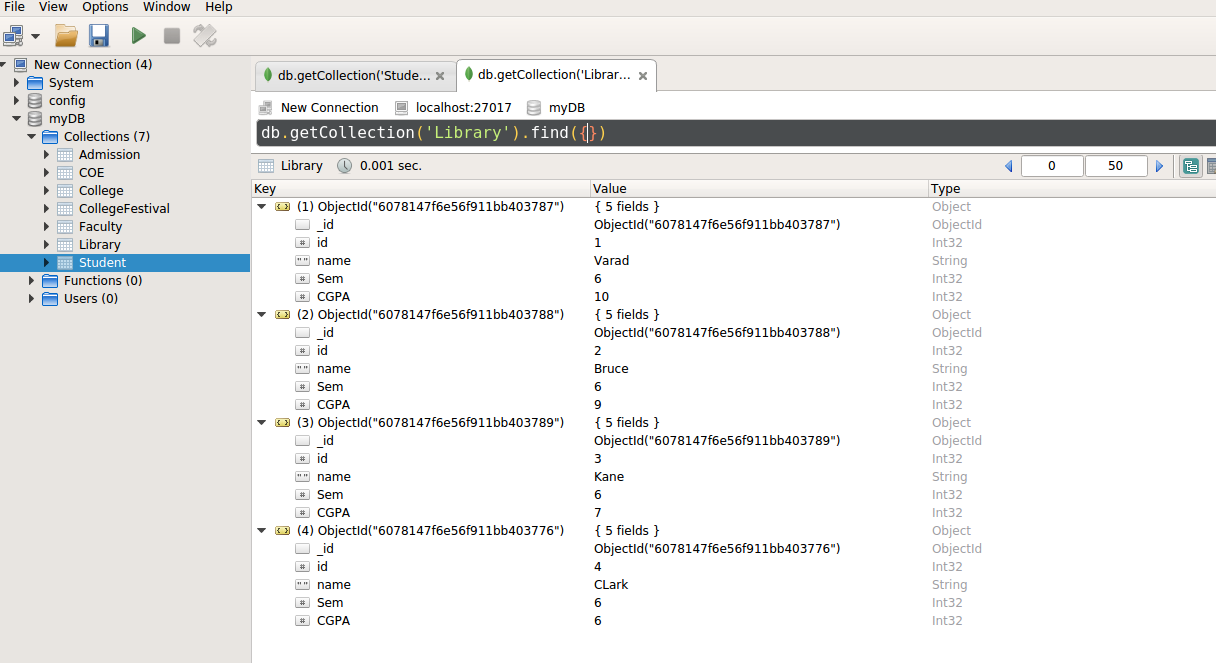 File View Options Window Help
New Connection (4)
System
config
myDB
Collections (7)
Admission
COE
College
CollegeFestival
Faculty
Library
Student
Functions (0)
Users (0)
db.getCollection('Stude... db.getCollection('Librar...
New Connection localhost:27017 myDB
db.getCollection('Library').find({})
Library 0.001 sec. 0 50
Key Value Type
(1) ObjectId("6078147f6e56f911bb403787") { 5 fields } Object
_id ObjectId("6078147f6e56f911bb403787") ObjectId
# id 1 Int32
" " name Varad String
# Sem 6 Int32
# CGPA 10 Int32
(2) ObjectId("6078147f6e56f911bb403788") { 5 fields } Object
_id ObjectId("6078147f6e56f911bb403788") ObjectId
# id 2 Int32
" " name Bruce String
# Sem 6 Int32
# CGPA 9 Int32
(3) ObjectId("6078147f6e56f911bb403789") { 5 fields } Object
_id ObjectId("6078147f6e56f911bb403789") ObjectId
# id 3 Int32
" " name Kane String
# Sem 6 Int32
# CGPA 7 Int32
(4) ObjectId("6078147f6e56f911bb403776") { 5 fields } Object
_id ObjectId("6078147f6e56f911bb403776") ObjectId
# id 4 Int32
" " name CLark String
# Sem 6 Int32
# CGPA 6 Int32